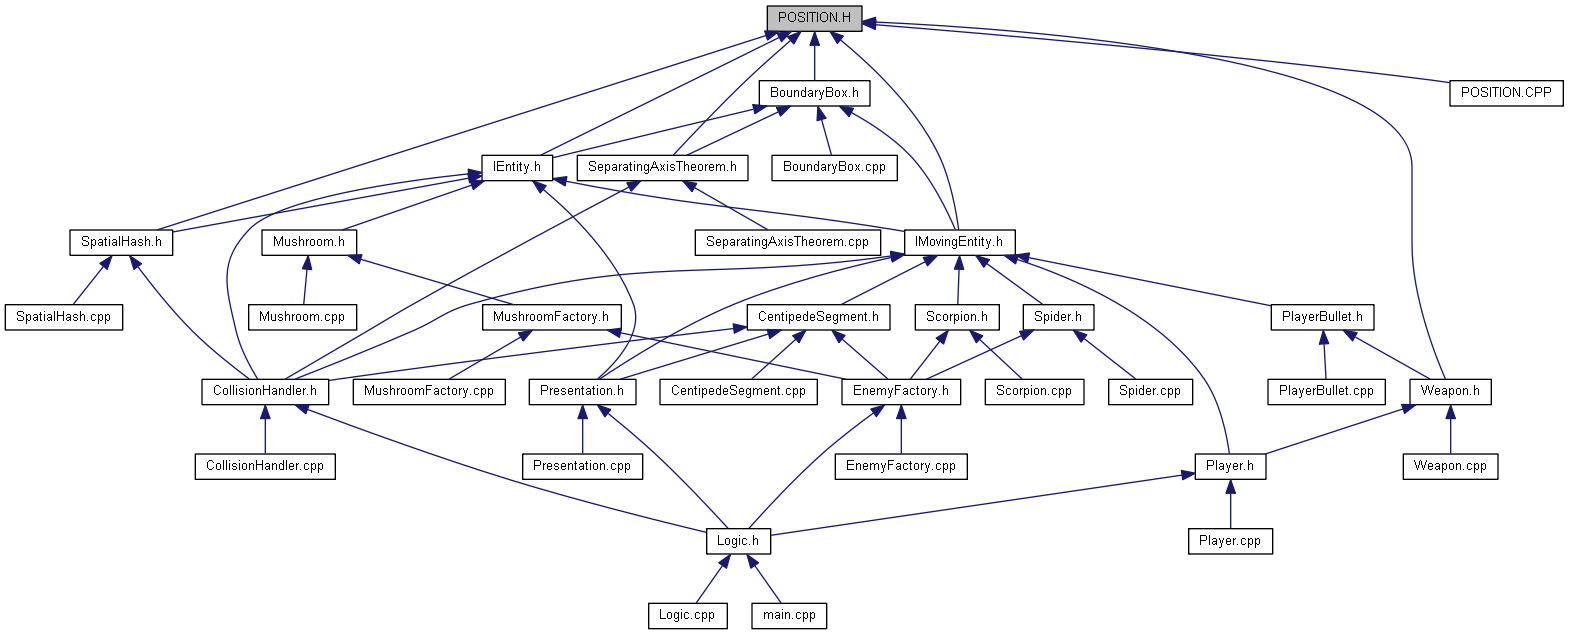 POSITION.H
BoundaryBox.h
POSITION.CPP
IEntity.h
SeparatingAxisTheorem.h
BoundaryBox.cpp
SpatialHash.h
Mushroom.h
SeparatingAxisTheorem.cpp
IMovingEntity.h
SpatialHash.cpp
Mushroom.cpp
MushroomFactory.h
CentipedeSegment.h
Scorpion.h
Spider.h
PlayerBullet.h
CollisionHandler.h
MushroomFactory.cpp
Presentation.h
CentipedeSegment.cpp
EnemyFactory.h
Scorpion.cpp
Spider.cpp
PlayerBullet.cpp
Weapon.h
CollisionHandler.cpp
Presentation.cpp
EnemyFactory.cpp
Player.h
Weapon.cpp
Logic.h
Player.cpp
Logic.cpp
main.cpp